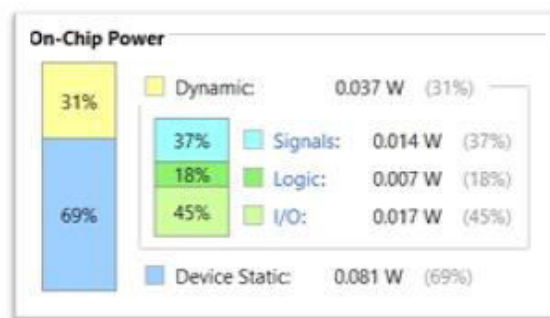 On-Chip Power
31%
69%
Dynamic: 0.037 W (31%)
37%
18%
45%
Signals: 0.014 W (37%)
Logic: 0.007 W (18%)
I/O: 0.017 W (45%)
Device Static: 0.081 W (69%)